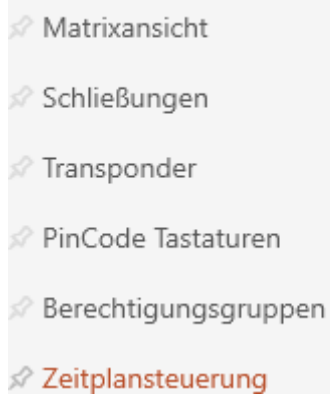 Matrixansicht
Schließungen
Transponder
PinCode Tastaturen
Berechtigungsgruppen
Zeitplansteuerung